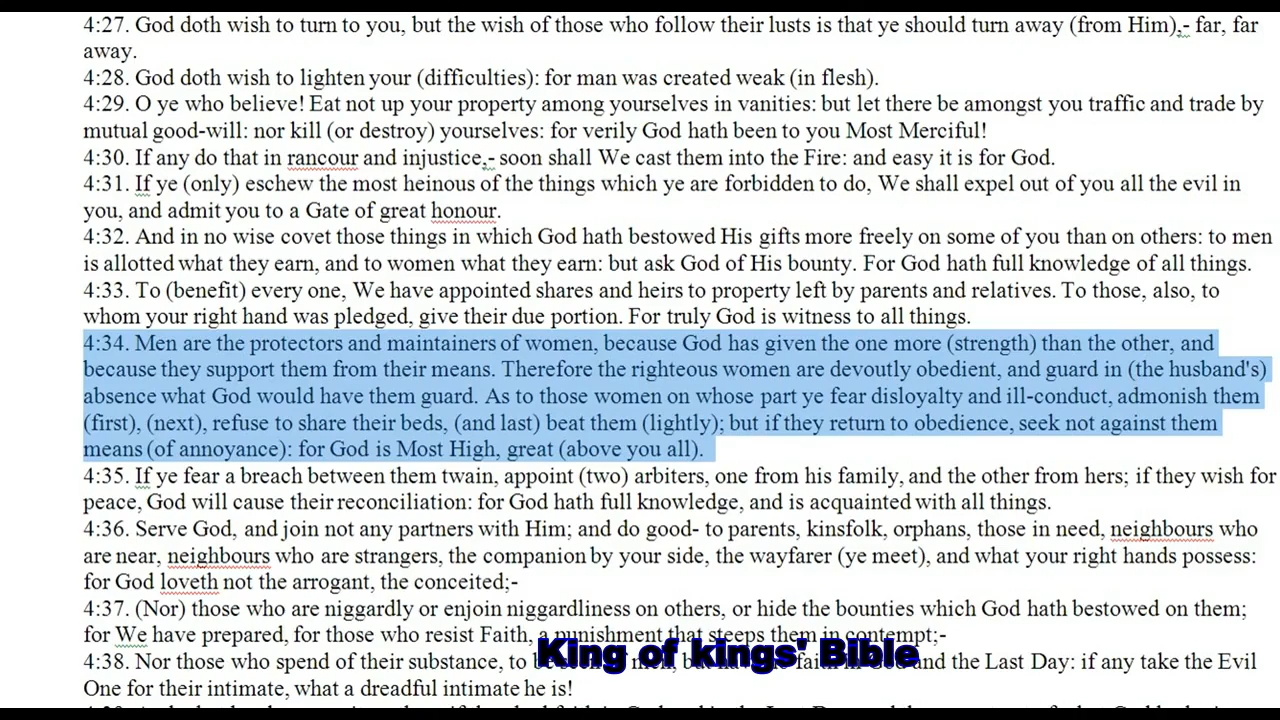 4:27. God doth wish to turn to you, but the wish of those who follow their lusts is that ye should turn away (from Him),- far, far
away.
4:28. God doth wish to lighten your (difficulties): for man was created weak (in flesh).
4:29. O ye who believe! Eat not up your property among yourselves in vanities: but let there be amongst you traffic and trade by
mutual good-will: nor kill (or destroy) yourselves: for verily God hath been to you Most Merciful!
4:30. If any do that in rancour and injustice,- soon shall We cast them into the Fire: and easy it is for God.
4:31. If ye (only) eschew the most heinous of the things which ye are forbidden to do, We shall expel out of you all the evil in
you, and admit you to a Gate of great honour.
4:32. And in no wise covet those things in which God hath bestowed His gifts more freely on some of you than on others: to men
is allotted what they earn, and to women what they earn: but ask God of His bounty. For God hath full knowledge of all things.
4:33. To (benefit) every one, We have appointed shares and heirs to property left by parents and relatives. To those, also, to
whom your right hand was pledged, give their due portion. For truly God is witness to all things.
4:34. Men are the protectors and maintainers of women, because God has given the one more (strength) than the other, and
because they support them from their means. Therefore the righteous women are devoutly obedient, and guard in (the husband's)
absence what God would have them guard. As to those women on whose part ye fear disloyalty and ill-conduct, admonish them
(first), (next), refuse to share their beds, (and last) beat them (lightly); but if they return to obedience, seek not against them
means (of annoyance): for God is Most High, great (above you all).
4:35. If ye fear a breach between them twain, appoint (two) arbiters, one from his family, and the other from hers; if they wish for
peace, God will cause their reconciliation: for God hath full knowledge, and is acquainted with all things.
4:36. Serve God, and join not any partners with Him; and do good- to parents, kinsfolk, orphans, those in need, neighbours who
are near, neighbours who are strangers, the companion by your side, the wayfarer (ye meet), and what your right hands possess:
for God loveth not the arrogant, the conceited;-
4:37. (Nor) those who are niggardly or enjoin niggardliness on others, or hide the bounties which God hath bestowed on them;
for We have prepared, for those who resist Faith, a punishment that steeps them in contempt;-
King of kings' Bible
4:38. Nor those who spend of their substance, to and the Last Day: if any take the Evil
One for their intimate, what a dreadful intimate he is!